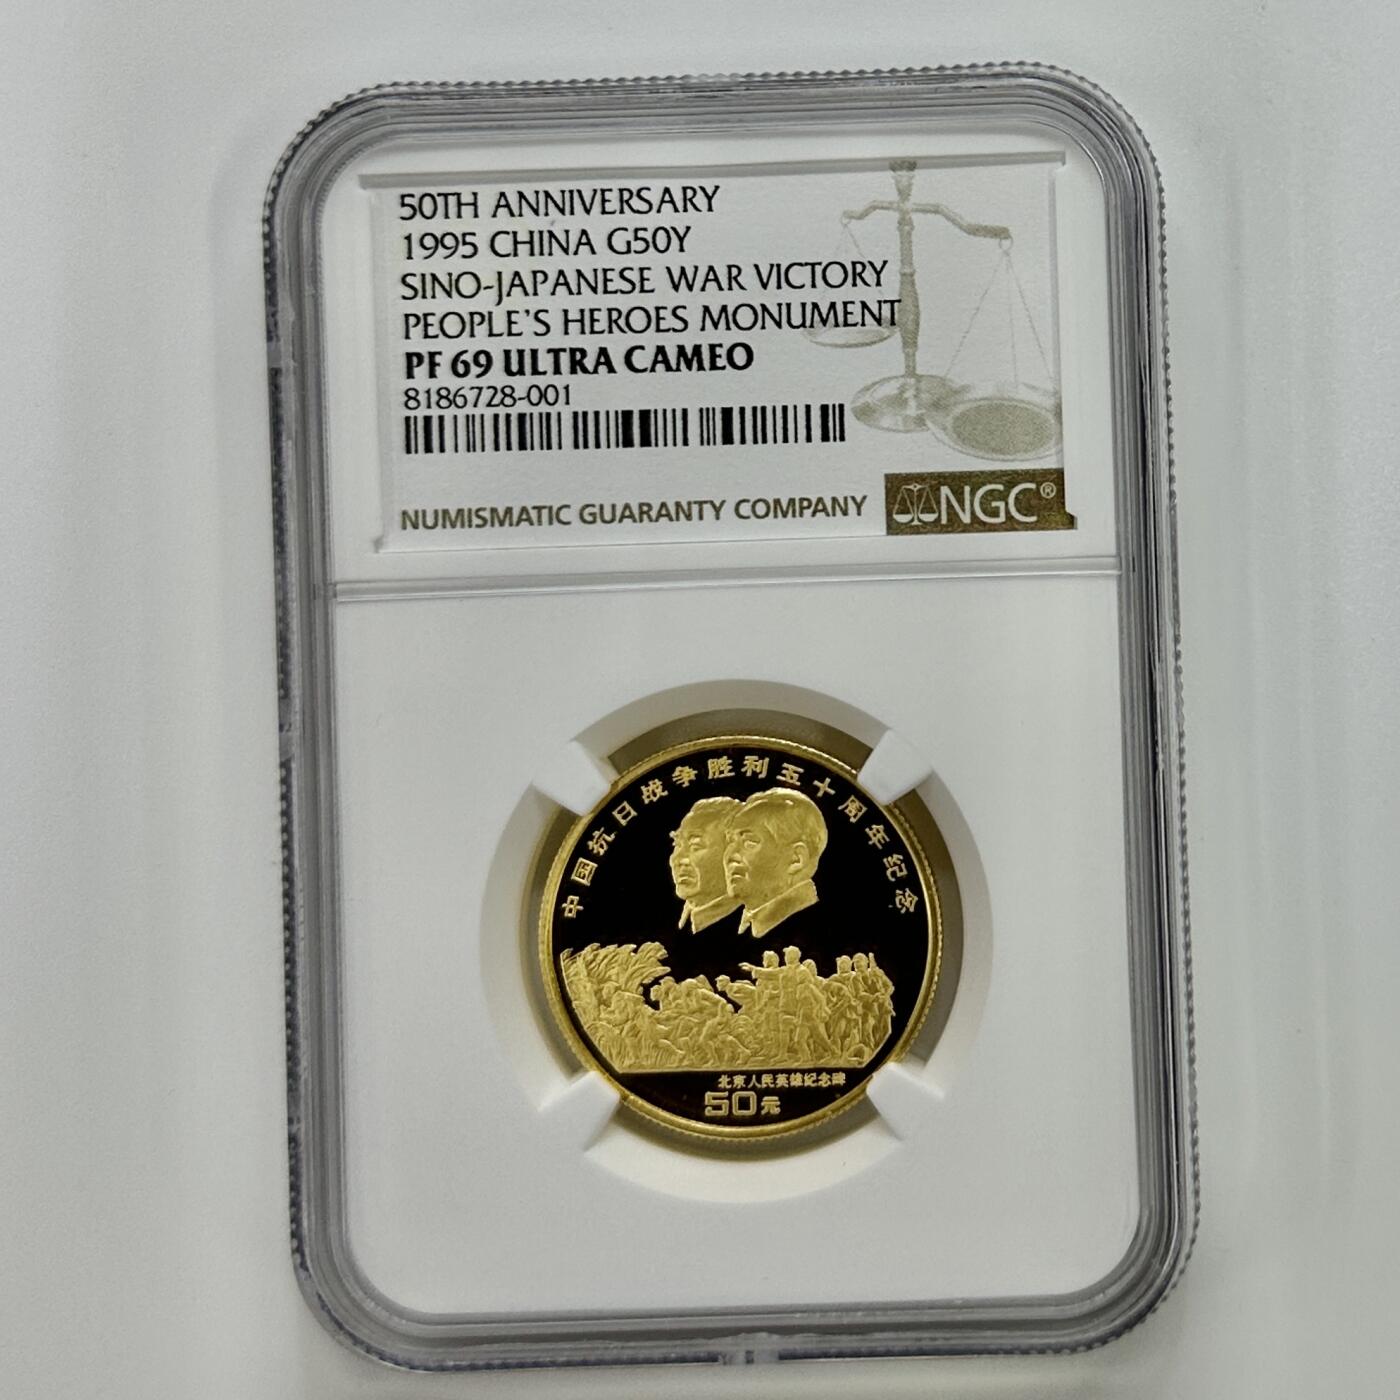 50TH ANNIVERSARY
1995 CHINA G50Y
SINO-JAPANESE WAR VICTORY
PEOPLE'S HEROES MONUMENT
PF 69 ULTRA CAMEO
8186728-001
NUMISMATIC GUARANTY COMPANY
NGC®
中国抗日战争胜利五十周年纪念
北京人民英雄纪念碑
50元